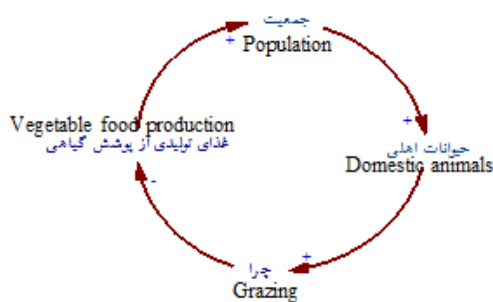 جمعیت
+
Population
+
حیوانات اهلی
Domestic animals
+
چرا
Grazing
-
Vegetable food production
غذای تولیدی از پوشش گیاهی